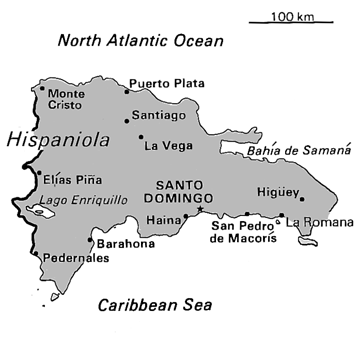 100 km
North Atlantic Ocean
Puerto Plata
Monte
Cristo
Santiago
La Vega
Hispaniola
Bahía de Samaná
Elías Piña
Lago Enriquillo
SANTO
DOMINGO
Higüey
Haina
San Pedro
de Macorís
La Romana
Barahona
Pedernales
Caribbean Sea